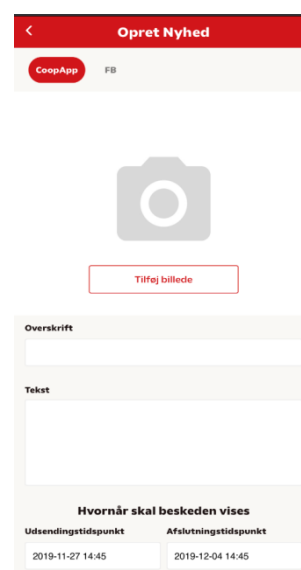 Opret Nyhed
CoopApp FB
Tilføj billede
Overskrift
Tekst
Hvornår skal beskeden vises
Udsendingstidspunkt Afslutningstidspunkt
2019-11-27 14:45 2019-12-04 14:45